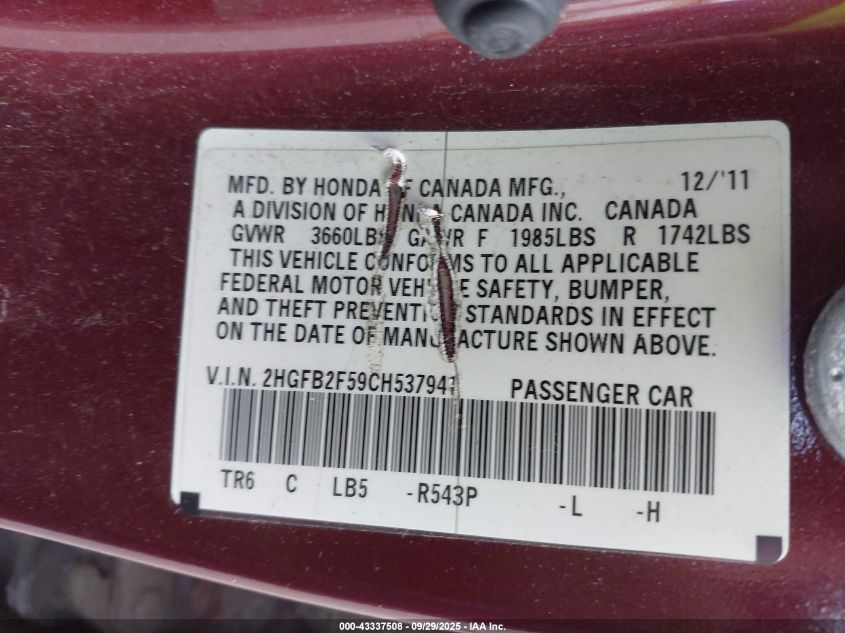 MFD. BY HONDA OF CANADA MFG., 12/'11
A DIVISION OF HONDA CANADA INC. CANADA
GVWR 3660LBS GAWR F 1985LBS R 1742LBS
THIS VEHICLE CONFORMS TO ALL APPLICABLE
FEDERAL MOTOR VEHICLE SAFETY, BUMPER,
AND THEFT PREVENTION STANDARDS IN EFFECT
ON THE DATE OF MANUFACTURE SHOWN ABOVE.
V.I.N. 2HGFB2F59CH537941 PASSENGER CAR
TR6 C LB5 -R543P -L -H
000-43337508 - 09/29/2025 - IAA Inc.